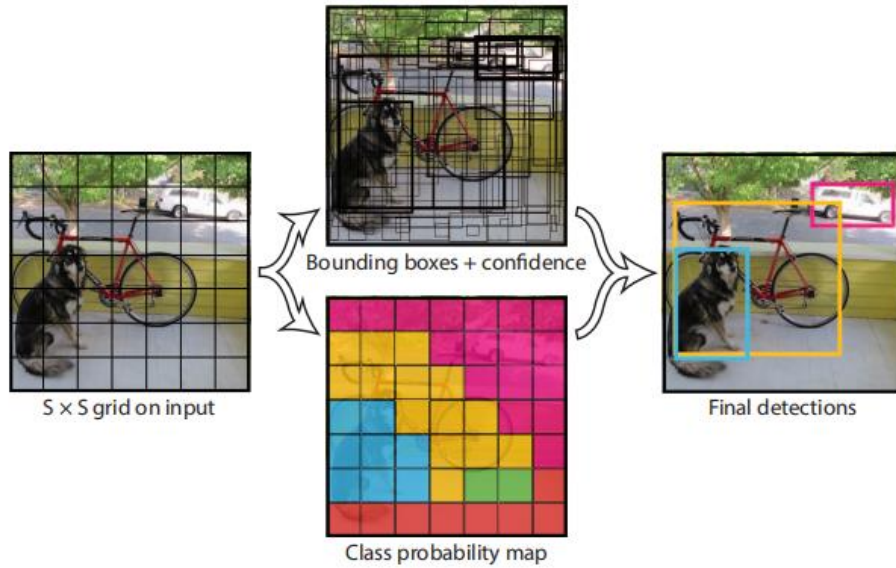 Bounding boxes + confidence
S × S grid on input
Final detections
Class probability map